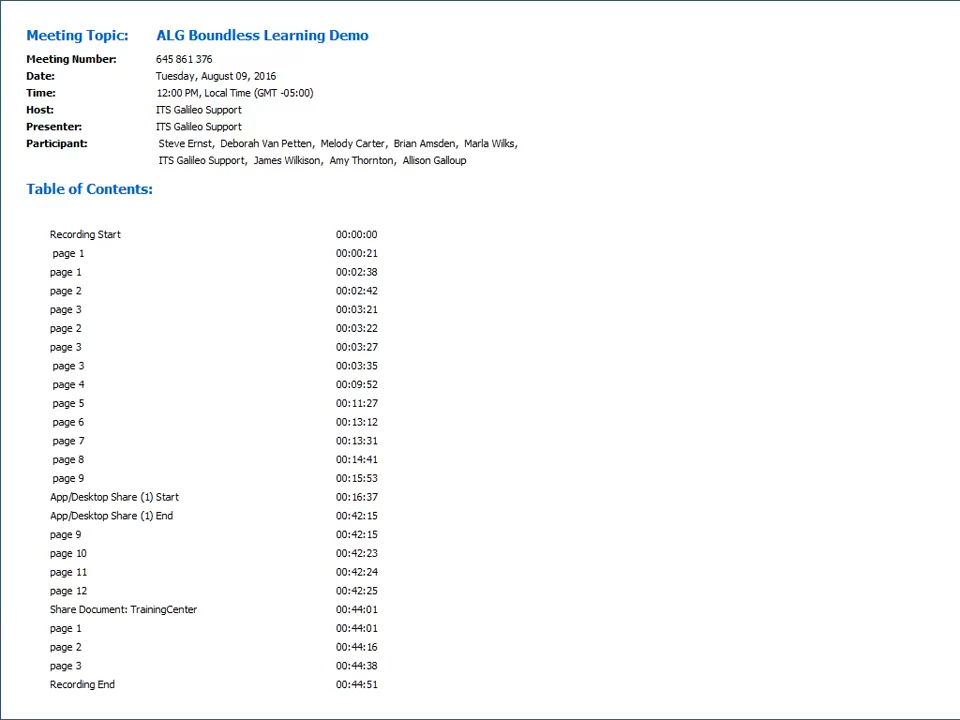 Meeting Topic: ALG Boundless Learning Demo
Meeting Number: 645 861 376
Date: Tuesday, August 09, 2016
Time: 12:00 PM, Local Time (GMT -05:00)
Host: ITS Galileo Support
Presenter: ITS Galileo Support
Participant: Steve Ernst, Deborah Van Petten, Melody Carter, Brian Amsden, Marla Wilks,
ITS Galileo Support, James Wilkison, Amy Thornton, Allison Galloup
Table of Contents:
Recording Start 00:00:00
page 1 00:00:21
page 1 00:02:38
page 2 00:02:42
page 3 00:03:21
page 2 00:03:22
page 3 00:03:27
page 3 00:03:35
page 4 00:09:52
page 5 00:11:27
page 6 00:13:12
page 7 00:13:31
page 8 00:14:41
page 9 00:15:53
App/Desktop Share (1) Start 00:16:37
App/Desktop Share (1) End 00:42:15
page 9 00:42:15
page 10 00:42:23
page 11 00:42:24
page 12 00:42:25
Share Document: TrainingCenter 00:44:01
page 1 00:44:01
page 2 00:44:16
page 3 00:44:38
Recording End 00:44:51